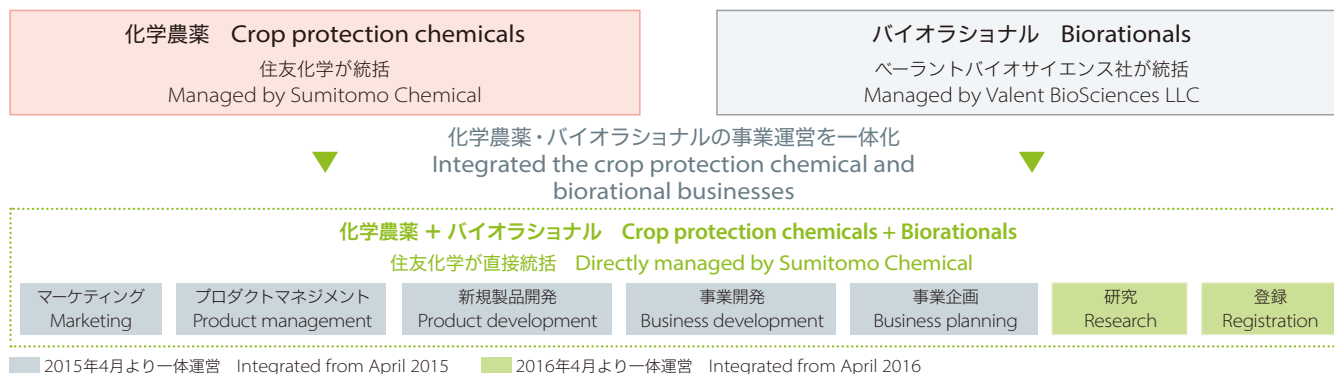 化学農薬 Crop protection chemicals
住友化学が統括
Managed by Sumitomo Chemical
バイオラショナル Biorationals
ベーラントバイオサイエンス社が統括
Managed by Valent BioSciences LLC
化学農薬・バイオラショナルの事業運営を一体化
Integrated the crop protection chemical and
biorational businesses
化学農薬 + バイオラショナル Crop protection chemicals + Biorationals
住友化学が直接統括 Directly managed by Sumitomo Chemical
マーケティング
Marketing
プロダクトマネジメント
Product management
新規製品開発
Product development
事業開発
Business development
事業企画
Business planning
研究
Research
登録
Registration
2015年4月より一体運営 Integrated from April 2015
2016年4月より一体運営 Integrated from April 2016